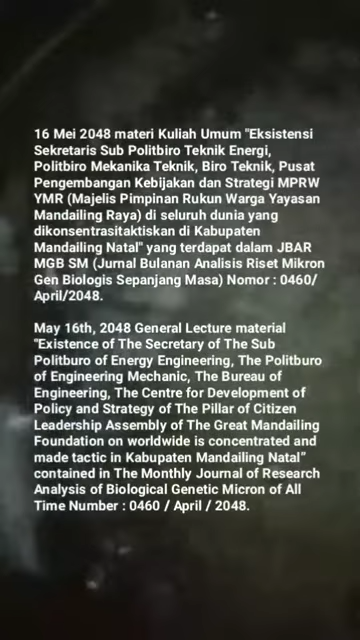 16 Mei 2048 materi Kuliah Umum "Eksistensi
Sekretaris Sub Politbiro Teknik Energi,
Politbiro Mekanika Teknik, Biro Teknik, Pusat
Pengembangan Kebijakan dan Strategi MPRW
YMR (Majelis Pimpinan Rukun Warga Yayasan
Mandailing Raya) di seluruh dunia yang
dikonsentrasitaktiskan di Kabupaten
Mandailing Natal" yang terdapat dalam JBAR
MGB SM (Jurnal Bulanan Analisis Riset Mikron
Gen Biologis Sepanjang Masa) Nomor : 0460/
April/2048.
May 16th, 2048 General Lecture material
"Existence of The Secretary of The Sub
Politburo of Energy Engineering, The Politburo
of Engineering Mechanic, The Bureau of
Engineering, The Centre for Development of
Policy and Strategy of The Pillar of Citizen
Leadership Assembly of The Great Mandailing
Foundation on worldwide is concentrated and
made tactic in Kabupaten Mandailing Natal"
contained in The Monthly Journal of Research
Analysis of Biological Genetic Micron of All
Time Number : 0460 / April / 2048.